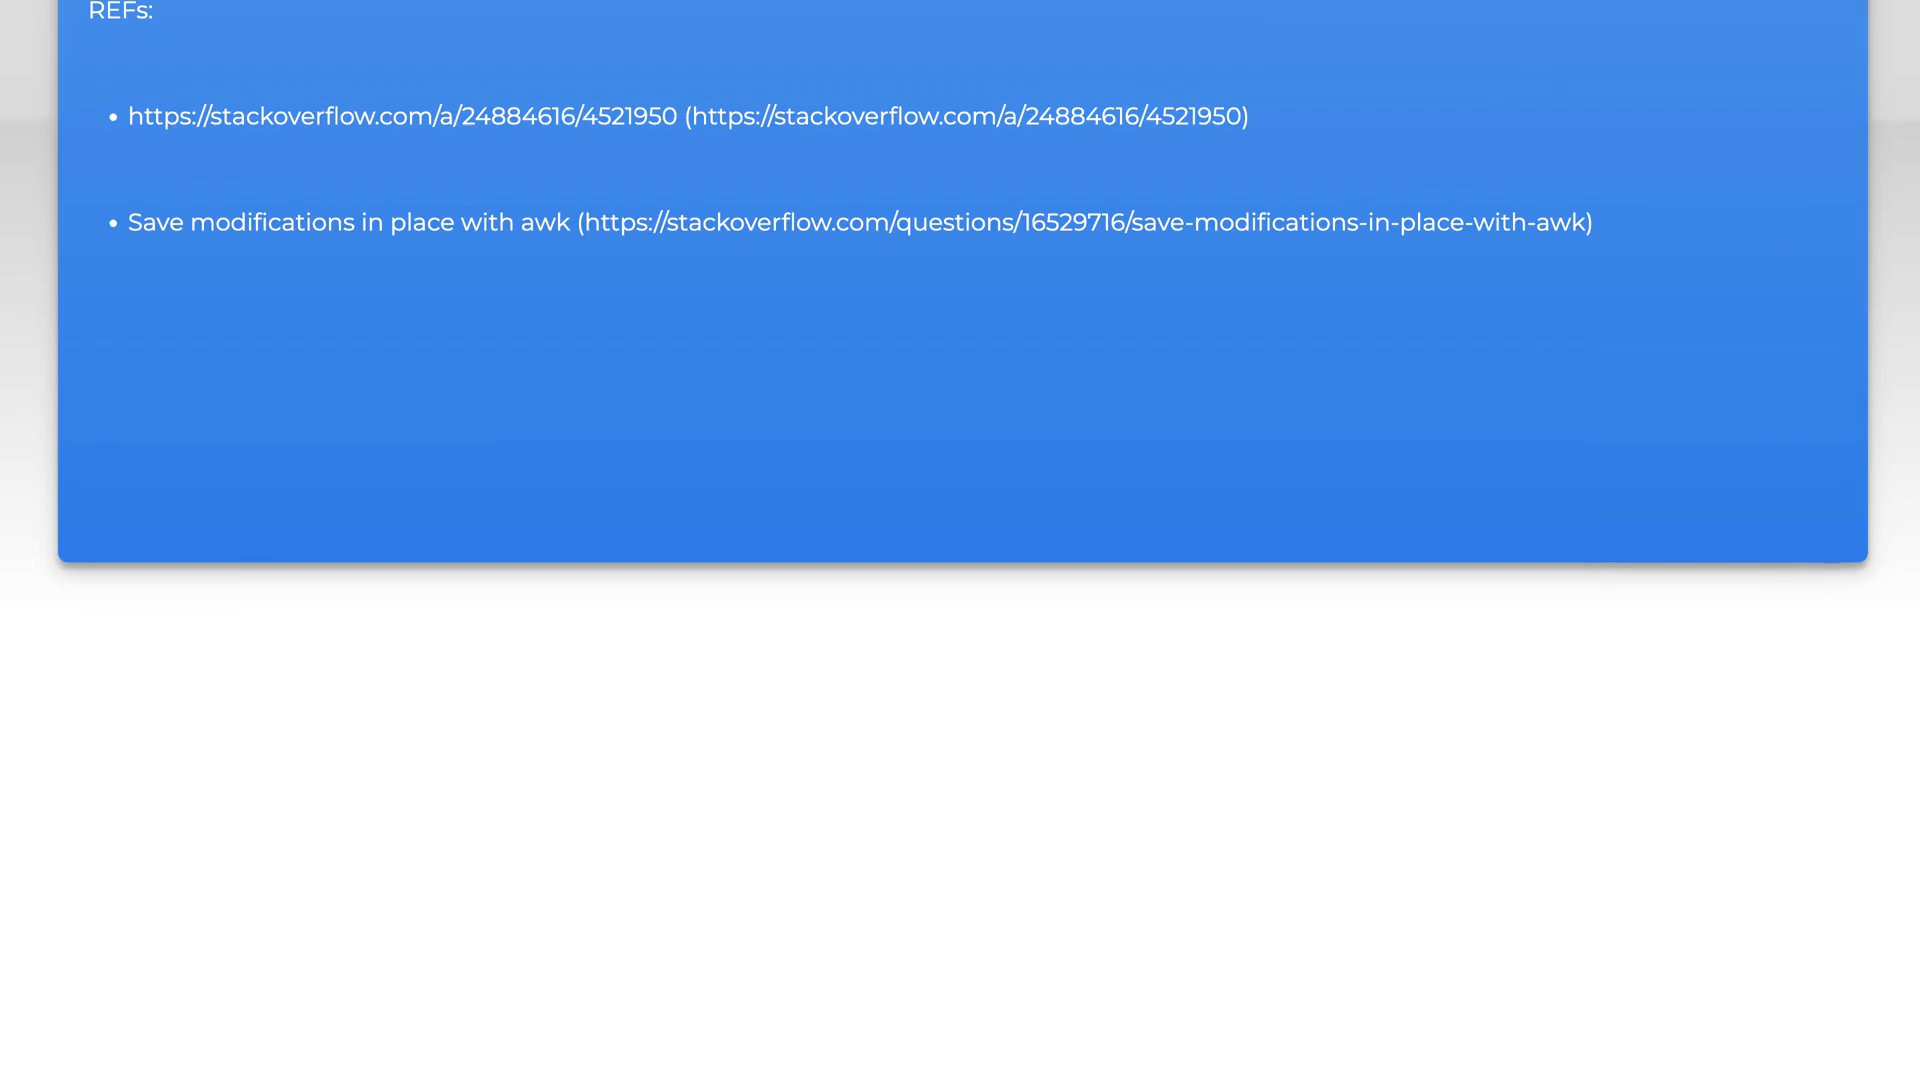 REFs:
• https://stackoverflow.com/a/24884616/4521950 (https://stackoverflow.com/a/24884616/4521950)
• Save modifications in place with awk (https://stackoverflow.com/questions/16529716/save-modifications-in-place-with-awk)